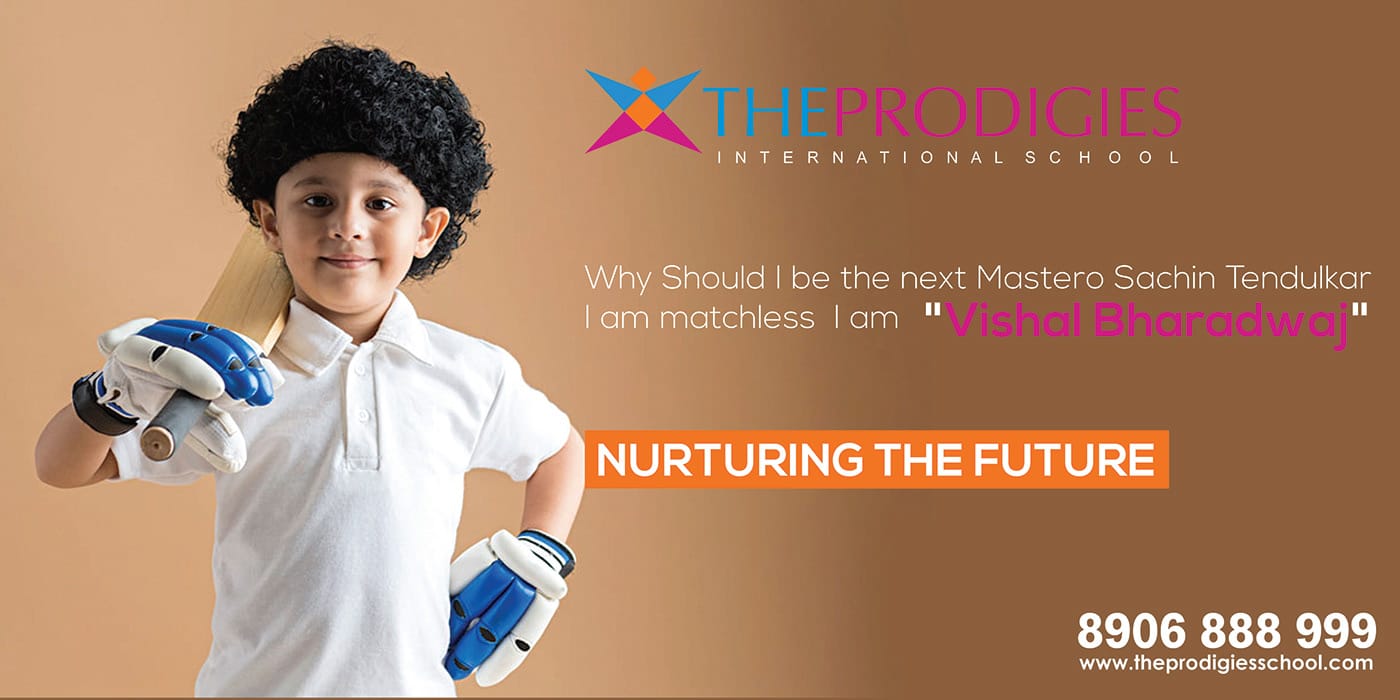 THEPRODIGIES
INTERNATIONAL SCHOOL
Why Should I be the next Mastero Sachin Tendulkar
I am matchless I am "Vishal Bharadwaj"
NURTURING THE FUTURE
8906 888 999
www.theprodigiesschool.com